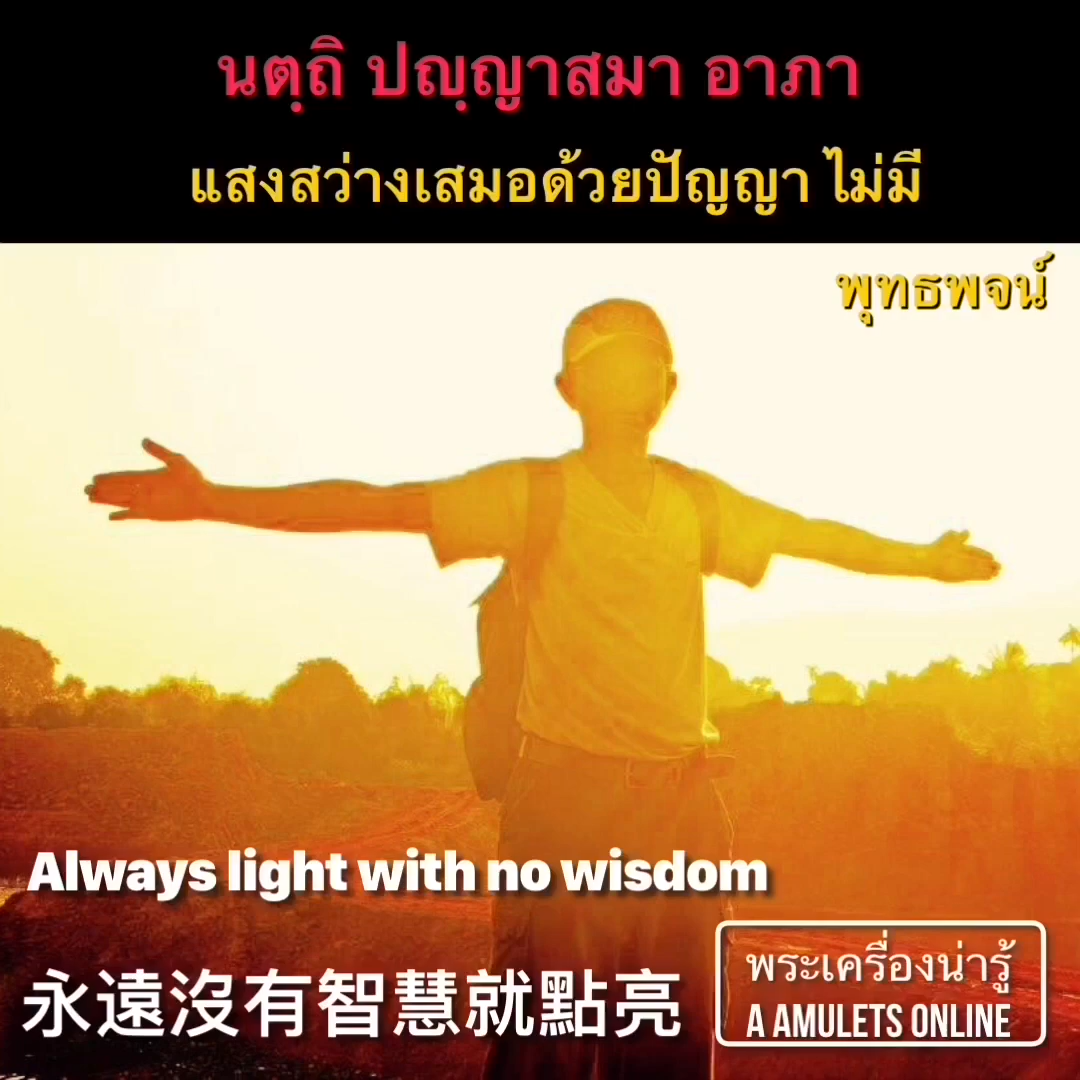 นตฺถิ ปญฺญาสมา อาภา
แสงสว่างเสมอด้วยปัญญา ไม่มี
พุทธพจน์
Always light with no wisdom
永遠沒有智慧就點亮
พระเครื่องน่ารู้
A AMULETS ONLINE